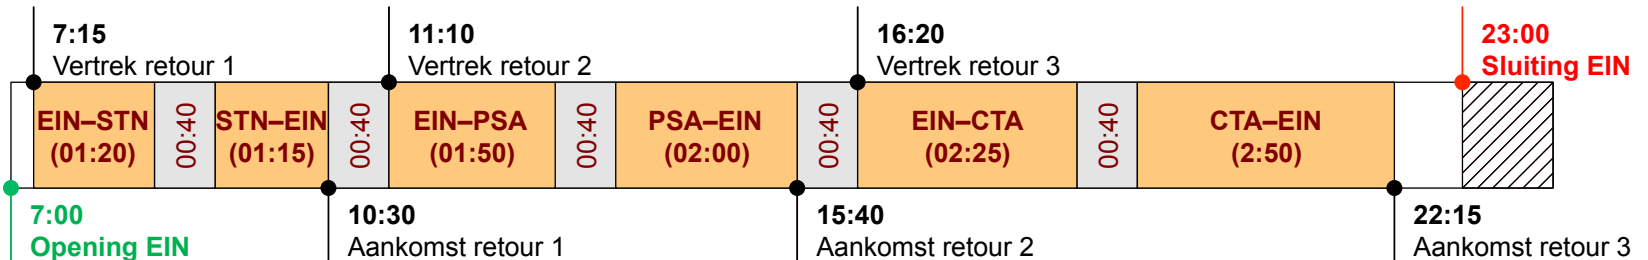 7:15
Vertrek retour 1
11:10
Vertrek retour 2
16:20
Vertrek retour 3
23:00
Sluiting EIN
EIN–STN
(01:20)
00:40
STN–EIN
(01:15)
00:40
EIN–PSA
(01:50)
00:40
PSA–EIN
(02:00)
00:40
EIN–CTA
(02:25)
00:40
CTA–EIN
(2:50)
7:00
Opening EIN
10:30
Aankomst retour 1
15:40
Aankomst retour 2
22:15
Aankomst retour 3